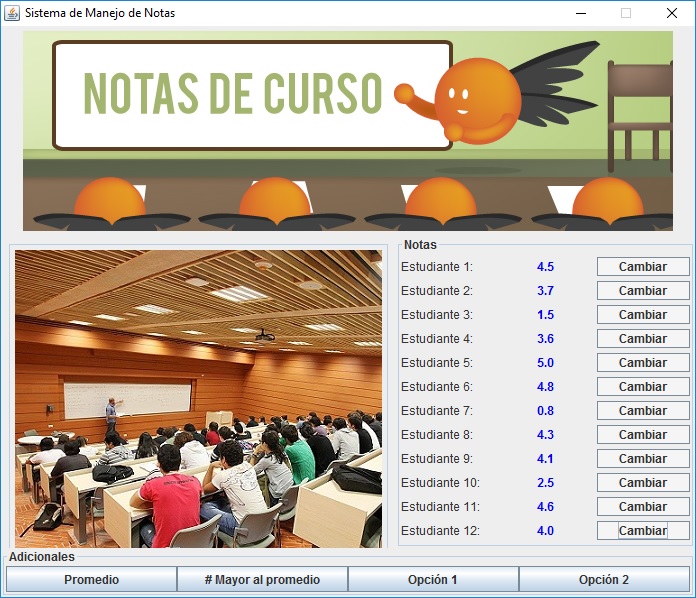 Sistema de Manejo de Notas
NOTAS DE CURSO
Notas
Estudiante 1: 4.5 Cambiar
Estudiante 2: 3.7 Cambiar
Estudiante 3: 1.5 Cambiar
Estudiante 4: 3.6 Cambiar
Estudiante 5: 5.0 Cambiar
Estudiante 6: 4.8 Cambiar
Estudiante 7: 0.8 Cambiar
Estudiante 8: 4.3 Cambiar
Estudiante 9: 4.1 Cambiar
Estudiante 10: 2.5 Cambiar
Estudiante 11: 4.6 Cambiar
Estudiante 12: 4.0 Cambiar
Adicionales
Promedio # Mayor al promedio Opción 1 Opción 2